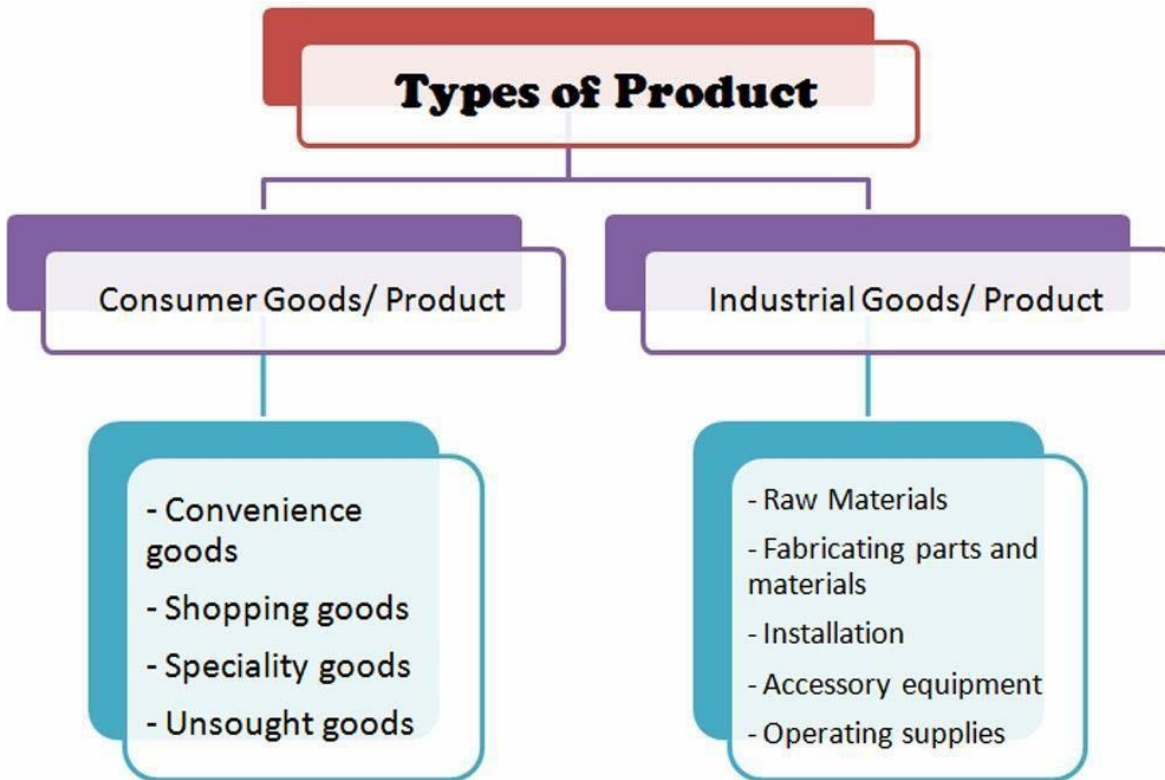 Types of Product
Consumer Goods/ Product
Industrial Goods/ Product
- Convenience
goods
- Shopping goods
- Speciality goods
- Unsought goods
- Raw Materials
- Fabricating parts and
materials
- Installation
- Accessory equipment
- Operating supplies